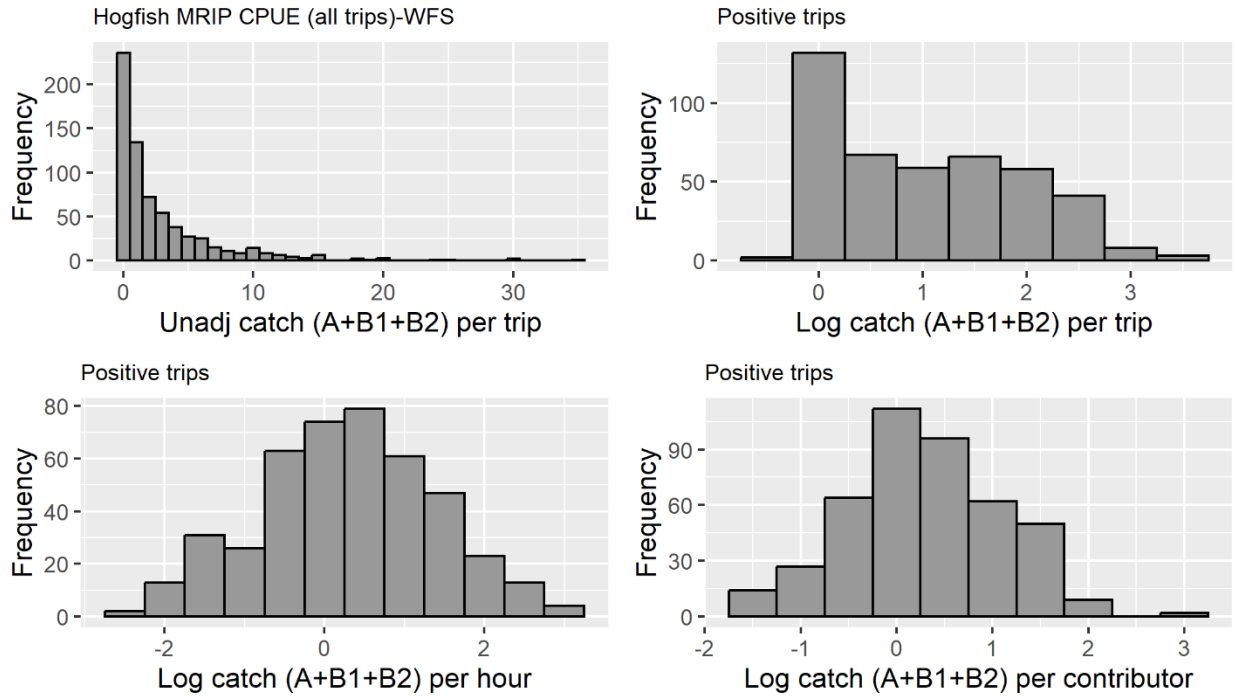 Hogfish MRIP CPUE (all trips)-WFS
Frequency
200
150
100
50
0
0 10 20 30
Unadj catch (A+B1+B2) per trip
Positive trips
Frequency
100
50
0
0 1 2 3
Log catch (A+B1+B2) per trip
Positive trips
Frequency
80
60
40
20
0
-2 0 2
Log catch (A+B1+B2) per hour
Positive trips
Frequency
90
60
30
0
-2 -1 0 1 2 3
Log catch (A+B1+B2) per contributor